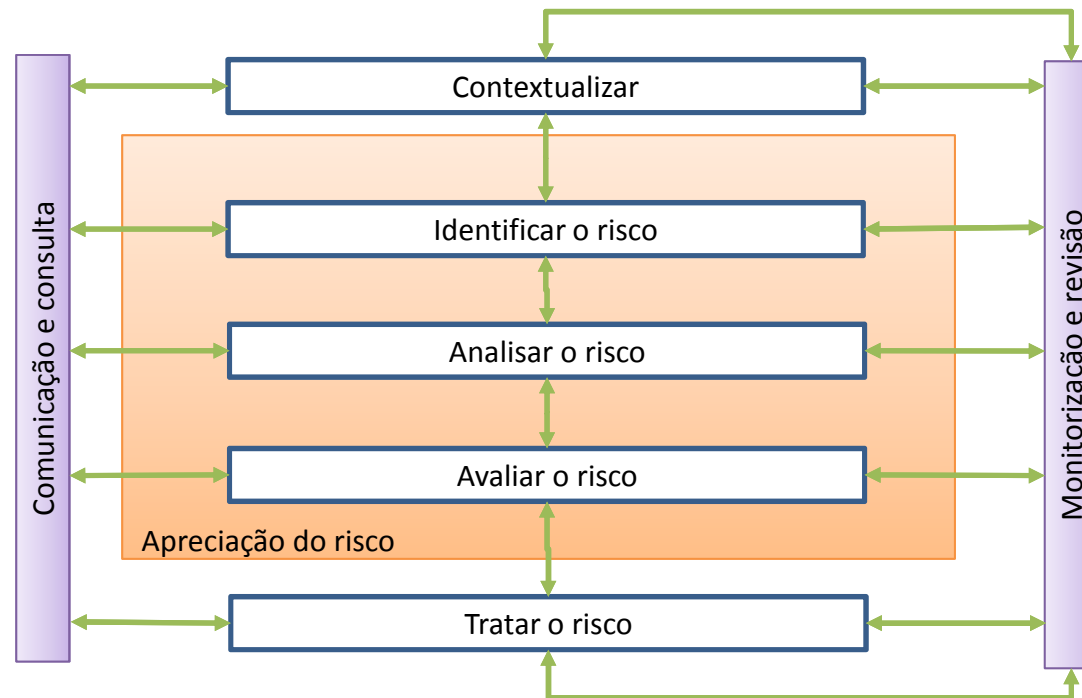 Contextualizar
Comunicação e consulta
Identificar o risco
Analisar o risco
Avaliar o risco
Apreciação do risco
Tratar o risco
Monitorização e revisão